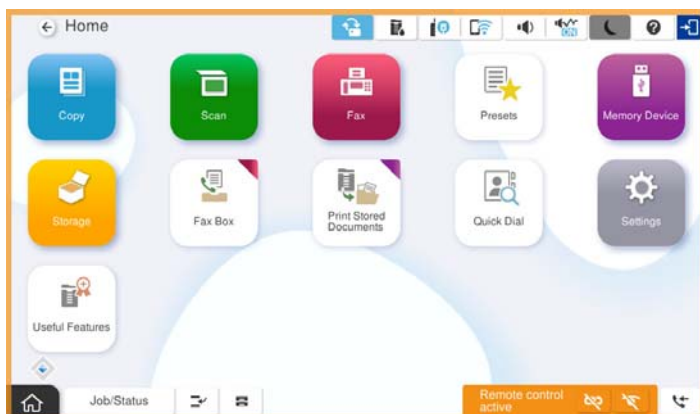 Home
ON
Copy
Scan
Fax
Presets
Memory Device
Storage
Fax Box
Print Stored
Documents
Quick Dial
Settings
Useful Features
Job/Status
Remote control
active